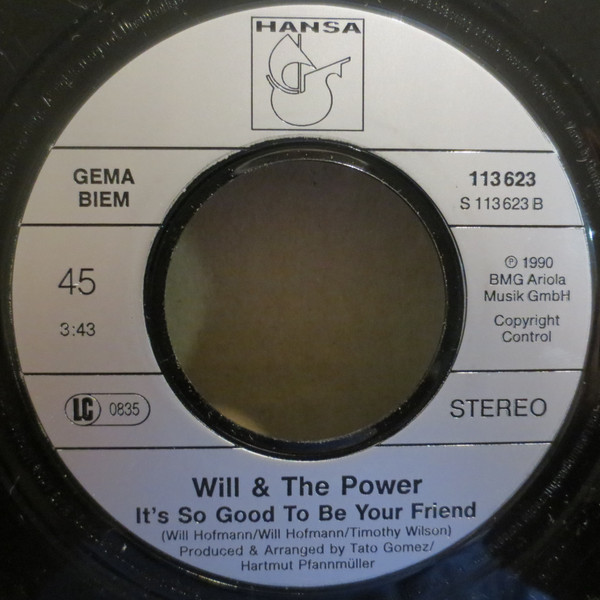 HANSA
GEMA
BIEM
113 623
S 113 623 B
45
3:43
℗ 1990
BMG Ariola
Musik GmbH
Copyright
Control
LC 0835
STEREO
Will & The Power
It's So Good To Be Your Friend
(Will Hofmann/Will Hofmann/Timothy Wilson)
Produced & Arranged by Tato Gomez/
Hartmut Pfannmüller